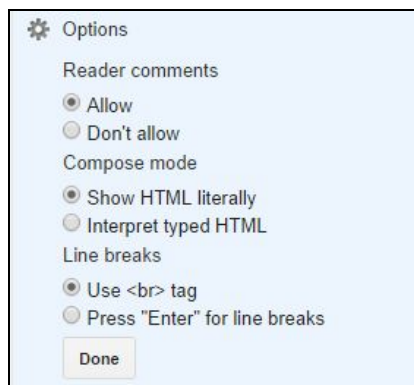 Options
Reader comments
Allow
Don't allow
Compose mode
Show HTML literally
Interpret typed HTML
Line breaks
Use <br> tag
Press "Enter" for line breaks
Done